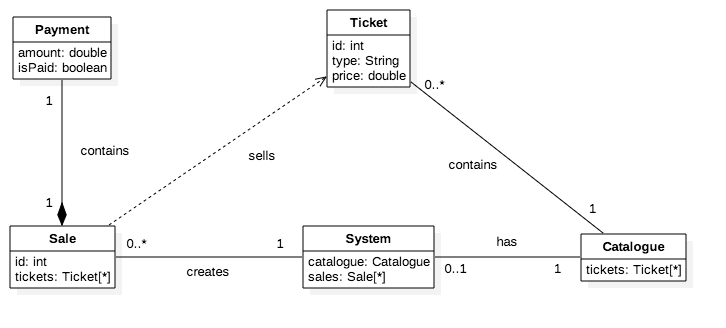 Payment
amount: double
isPaid: boolean
Ticket
id: int
type: String
price: double
1
0..*
contains
sells
contains
1
1
Sale
id: int
tickets: Ticket[*]
0..*
creates
1
System
catalogue: Catalogue
sales: Sale[*]
has
0..1
1
Catalogue
tickets: Ticket[*]